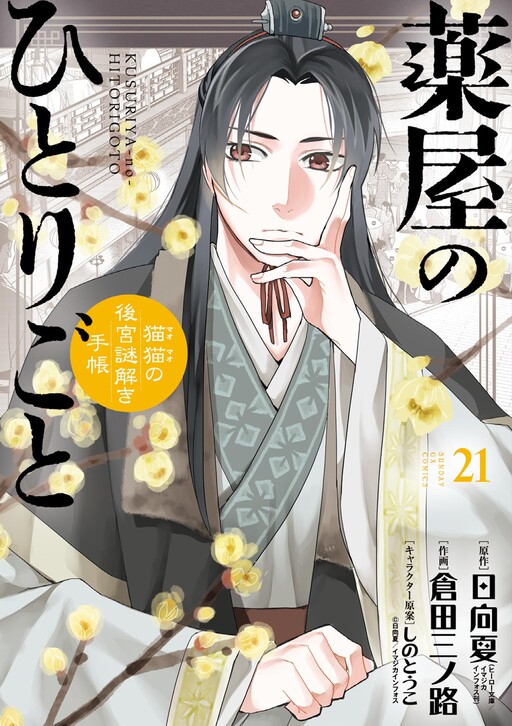 薬屋の
ひとりごと
KUSURIYA-no-
HITORIGOTO
猫猫の
マオ マオ
後宮謎解き
手帳
21
SUNDAY
GX
COMICS
[原作] 日向夏 (ヒーロー文庫
イマジカ
インフォス刊)
[作画] 倉田三ノ路
[キャラクター原案] しのとうこ
©日向夏/イマジカインフォス